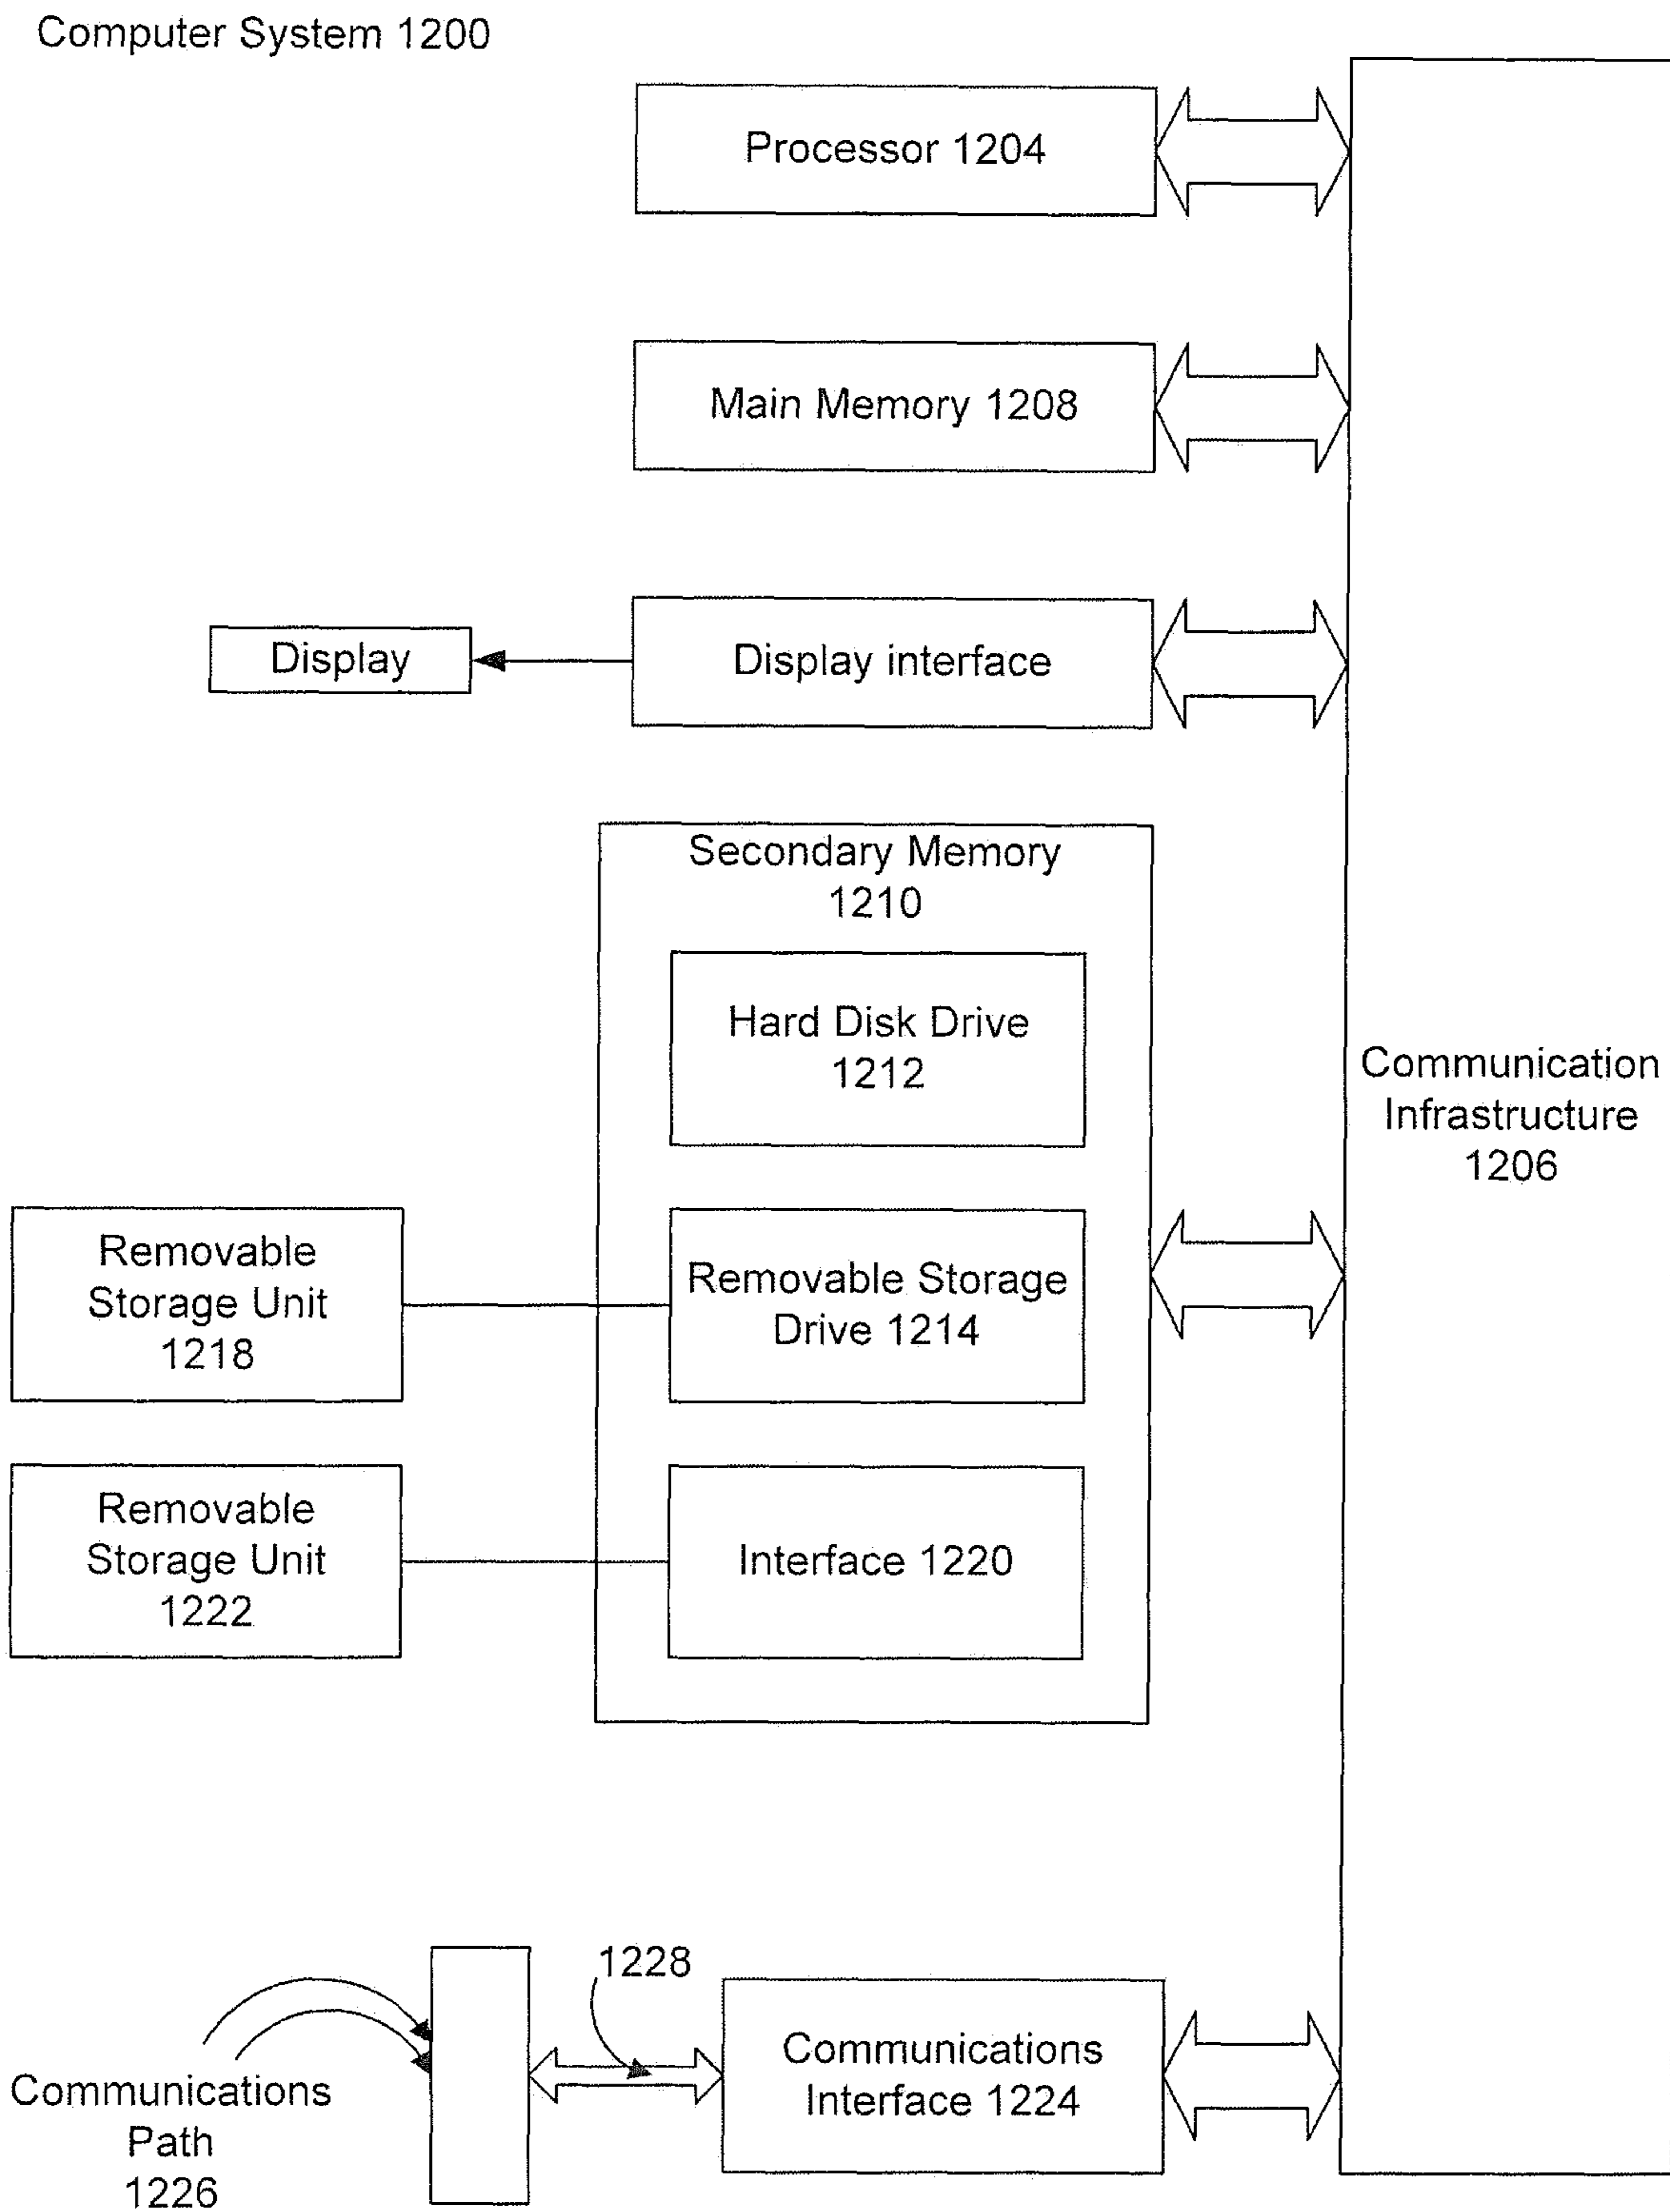 Computer System 1200
Processor 1204
Main Memory 1208
Display
Display interface
Secondary Memory
1210
Hard Disk Drive
1212
Communication
Infrastructure
1206
Removable
Storage Unit
1218
Removable Storage
Drive 1214
Removable
Storage Unit
1222
Interface 1220
1228
Communications
Interface 1224
Communications
Path
1226